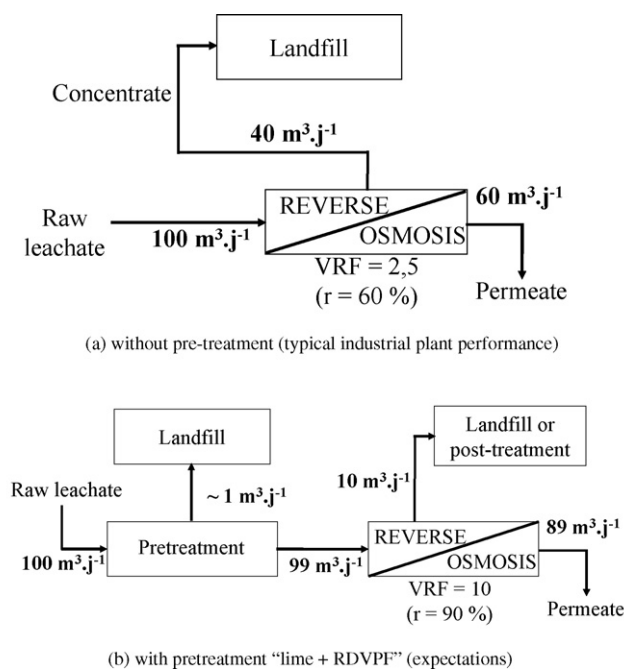 Landfill
Concentrate
40 m³.j⁻¹
Raw
leachate
100 m³.j⁻¹
REVERSE
OSMOSIS
60 m³.j⁻¹
VRF = 2,5
(r = 60 %)
Permeate
(a) without pre-treatment (typical industrial plant performance)
Landfill
Landfill or
post-treatment
Raw leachate
~ 1 m³.j⁻¹
10 m³.j⁻¹
100 m³.j⁻¹
Pretreatment
99 m³.j⁻¹
REVERSE
OSMOSIS
89 m³.j⁻¹
VRF = 10
(r = 90 %)
Permeate
(b) with pretreatment “lime + RDVPF” (expectations)